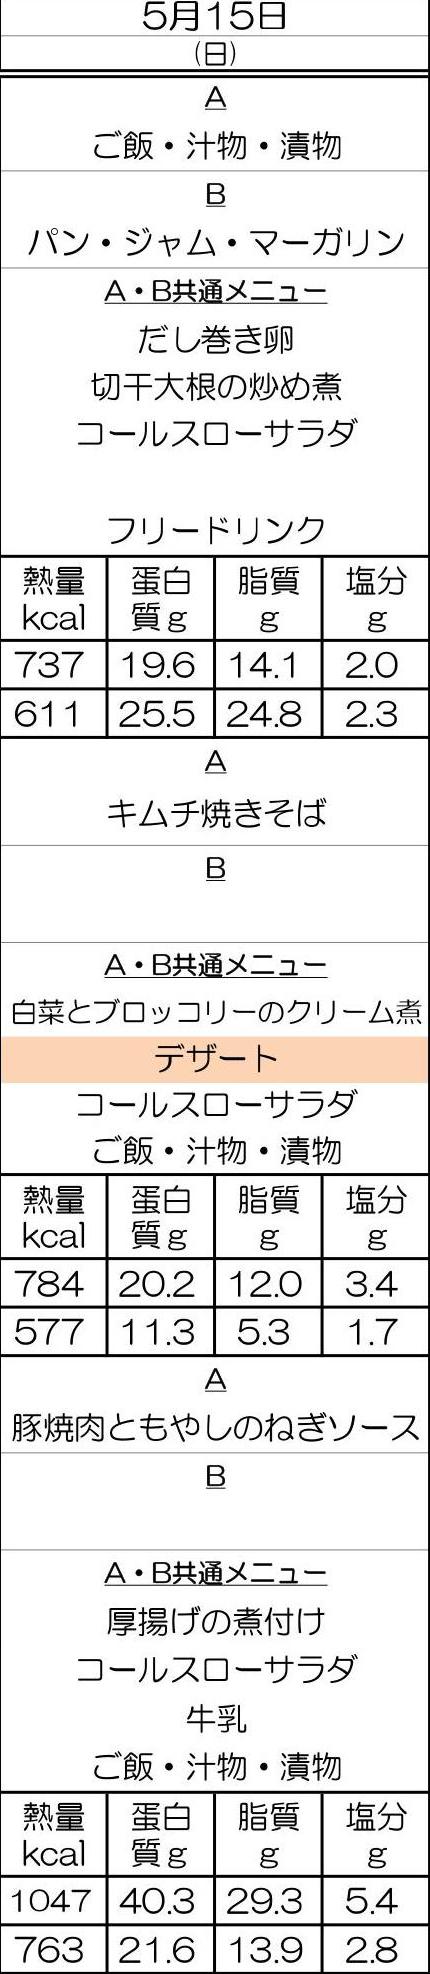 5月15日
(日)
A
ご飯・汁物・漬物
B
パン・ジャム・マーガリン
A・B共通メニュー
だし巻き卵
切干大根の炒め煮
コールスローサラダ
フリードリンク
熱量 蛋白 脂質 塩分
kcal 質g g g
737 19.6 14.1 2.0
611 25.5 24.8 2.3
A
キムチ焼きそば
B
A・B共通メニュー
白菜とブロッコリーのクリーム煮
デザート
コールスローサラダ
ご飯・汁物・漬物
熱量 蛋白 脂質 塩分
kcal 質g g g
784 20.2 12.0 3.4
577 11.3 5.3 1.7
A
豚焼肉ともやしのねぎソース
B
A・B共通メニュー
厚揚げの煮付け
コールスローサラダ
牛乳
ご飯・汁物・漬物
熱量 蛋白 脂質 塩分
kcal 質g g g
1047 40.3 29.3 5.4
763 21.6 13.9 2.8